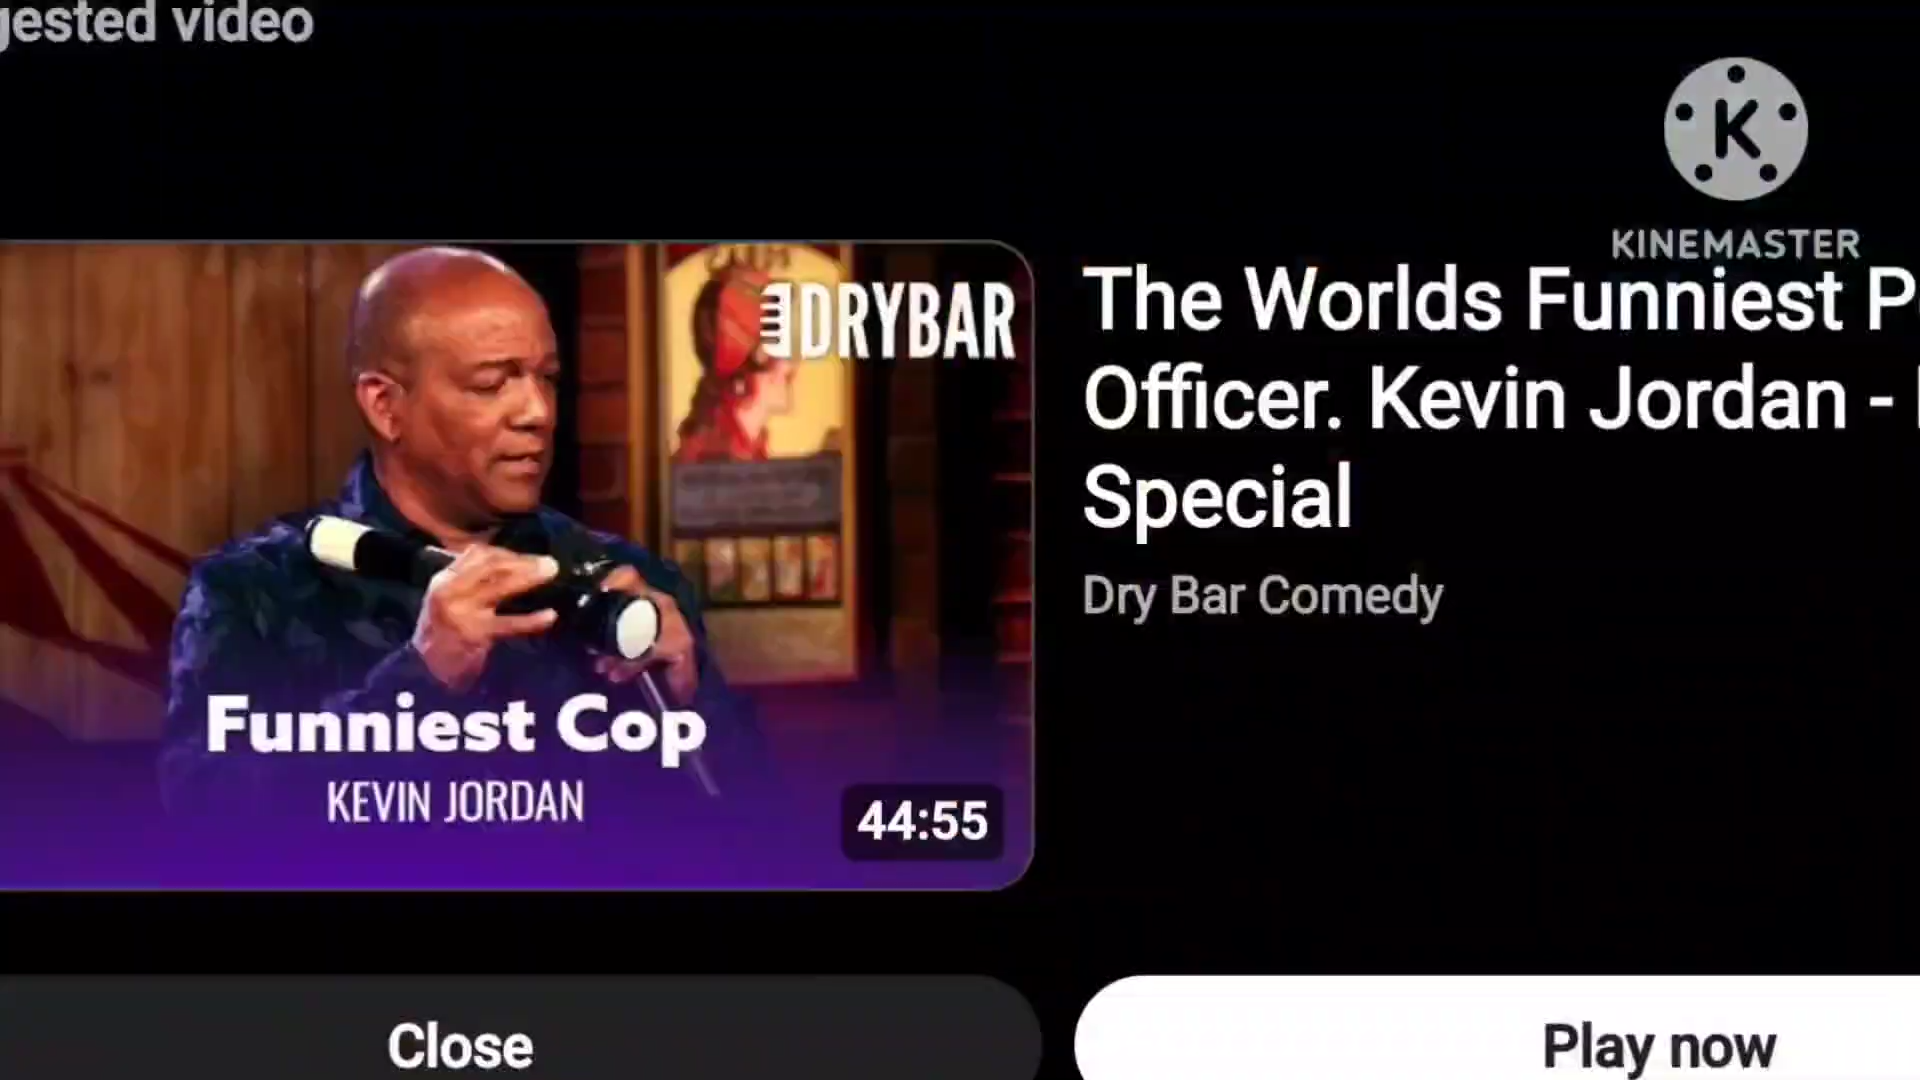 gested video
K
KINEMASTER
DRYBAR
The Worlds Funniest
Officer. Kevin Jordan -
Special
Dry Bar Comedy
Funniest Cop
KEVIN JORDAN
44:55
Close
Play now